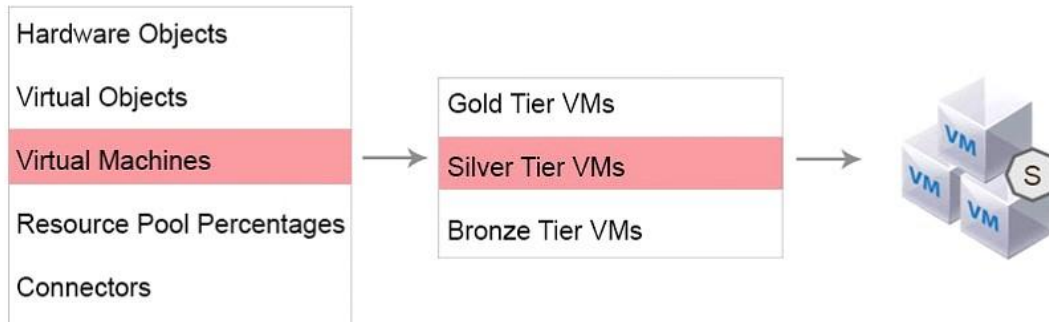 Hardware Objects
Virtual Objects
Virtual Machines
Resource Pool Percentages
Connectors
Gold Tier VMs
Silver Tier VMs
Bronze Tier VMs
VM
VM
VM
S